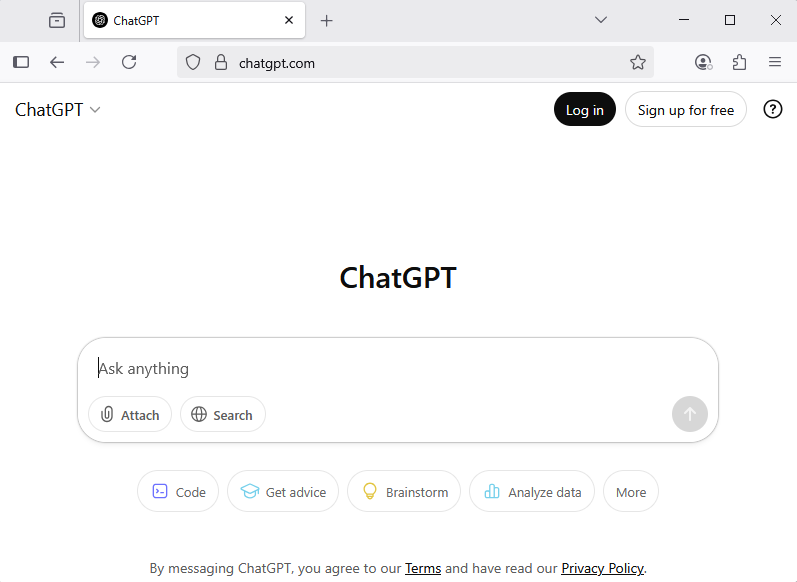 ChatGPT
chatgpt.com
ChatGPT
Log in
Sign up for free
ChatGPT
Ask anything
Attach
Search
Code
Get advice
Brainstorm
Analyze data
More
By messaging ChatGPT, you agree to our Terms and have read our Privacy Policy.